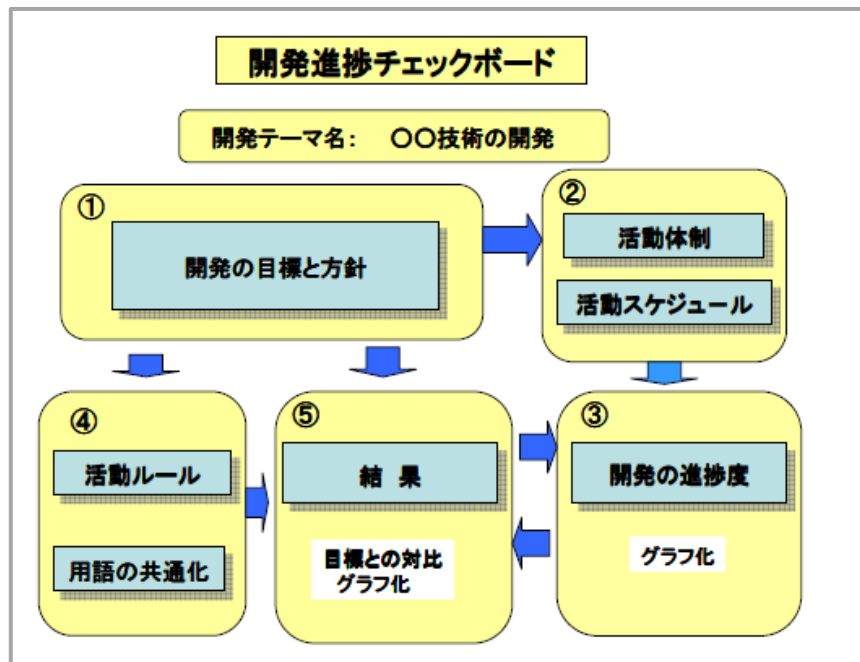 開発進捗チェックボード
開発テーマ名： 〇〇技術の開発
①
開発の目標と方針
②
活動体制
活動スケジュール
④
活動ルール
用語の共通化
⑤
結 果
目標との対比
グラフ化
③
開発の進捗度
グラフ化